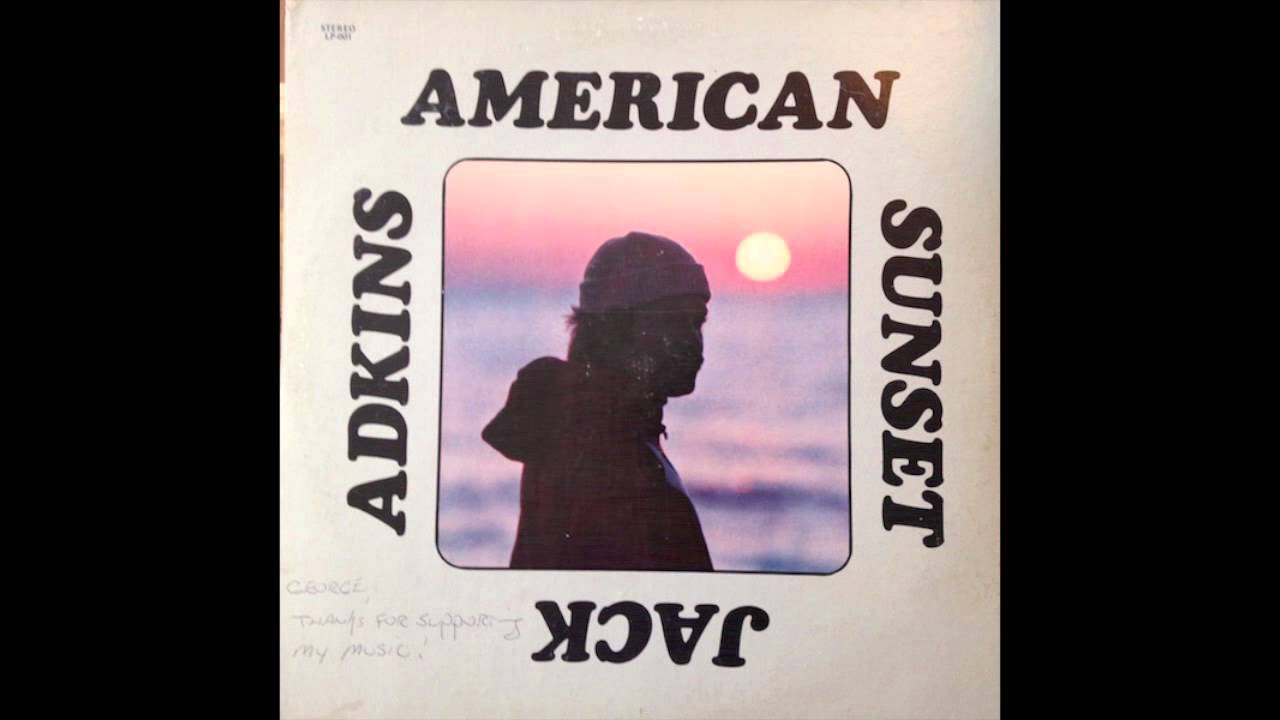 STEREO
LP-001
AMERICAN
SUNSET
JACK
ADKINS
GEORGE,
THANKS FOR SUPPORTING
MY MUSIC!